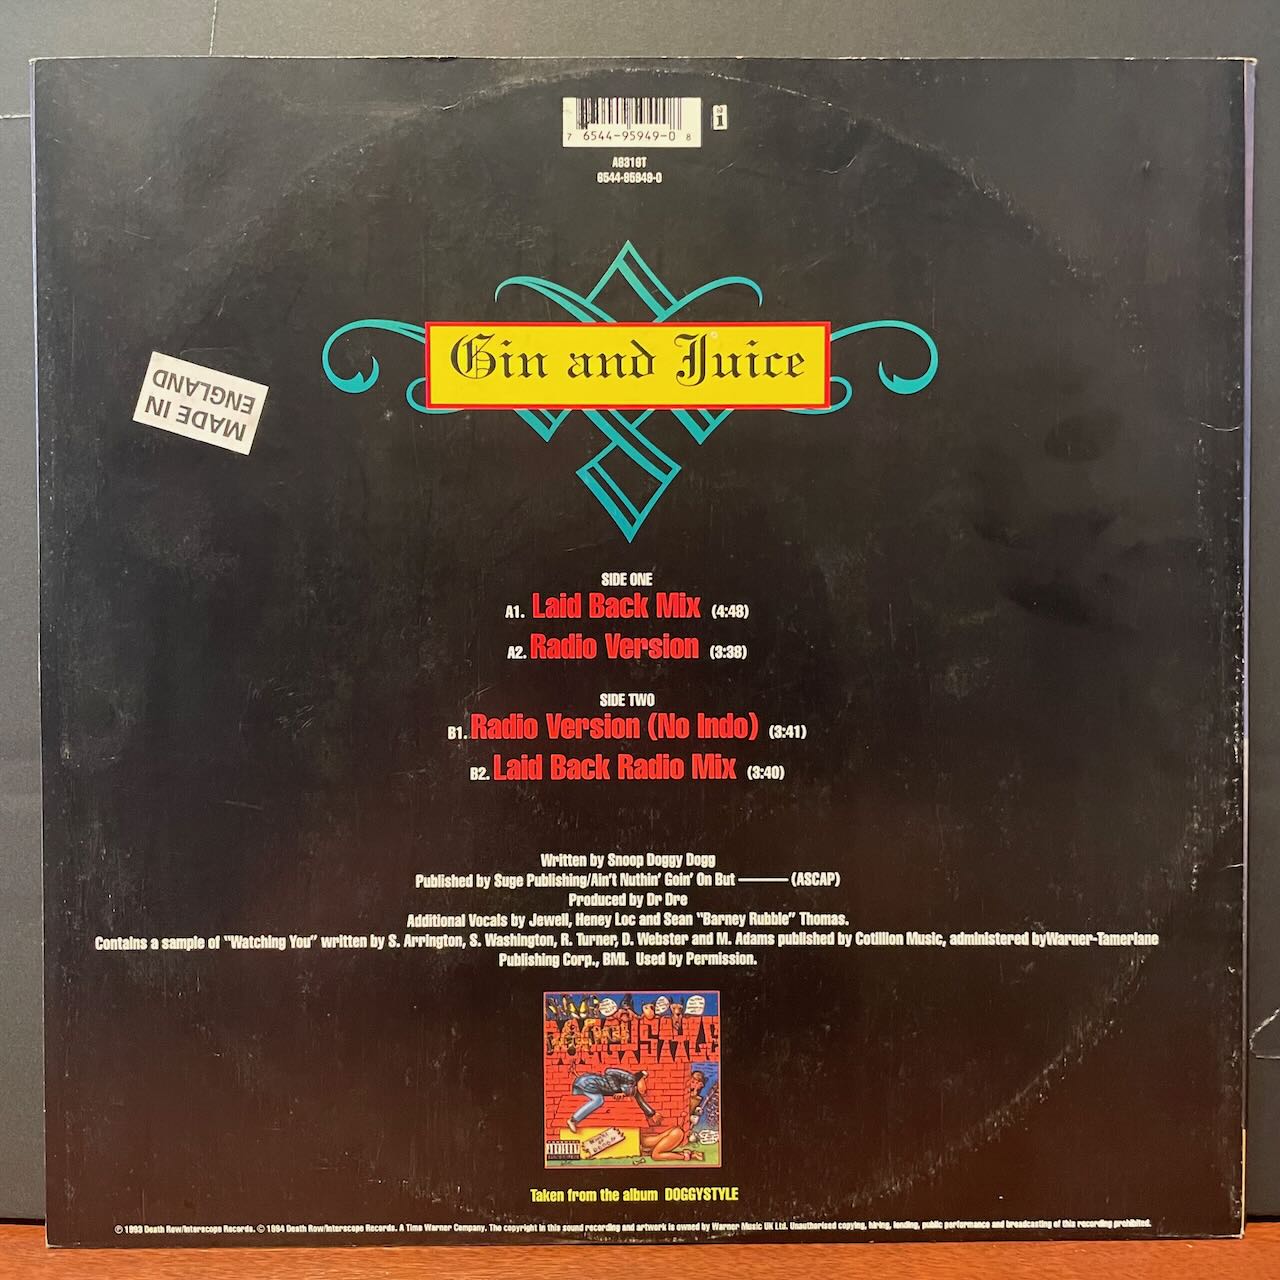 7 6544-95949-0 8
A8316T
6544-95949-0
Gin and Juice
MADE IN
ENGLAND
SIDE ONE
A1. Laid Back Mix (4:48)
A2. Radio Version (3:38)
SIDE TWO
B1. Radio Version (No Indo) (3:41)
B2. Laid Back Radio Mix (3:40)
Written by Snoop Doggy Dogg
Published by Suge Publishing/Ain't Nuthin' Goin' On But ——— (ASCAP)
Produced by Dr Dre
Additional Vocals by Jewell, Heney Loc and Sean "Barney Rubble" Thomas.
Contains a sample of "Watching You" written by S. Arrington, S. Washington, R. Turner, D. Webster and M. Adams published by Cotillion Music, administered byWarner-Tamerlane
Publishing Corp., BMI. Used by Permission.
Taken from the album DOGGYSTYLE
℗ 1993 Death Row/Interscope Records. © 1994 Death Row/Interscope Records. A Time Warner Company. The copyright in this sound recording and artwork is owned by Warner Music UK Ltd. Unauthorised copying, hiring, lending, public performance and broadcasting of this recording prohibited.